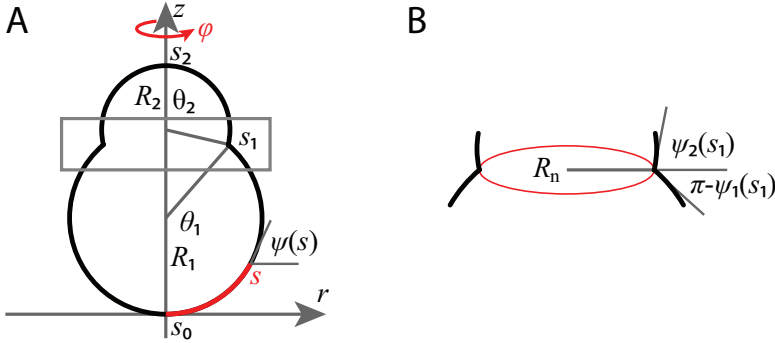 A
z
φ
s₂
R₂ θ₂
s₁
θ₁
R₁
ψ(s)
s
r
s₀
B
ψ₂(s₁)
Rₙ
π-ψ₁(s₁)